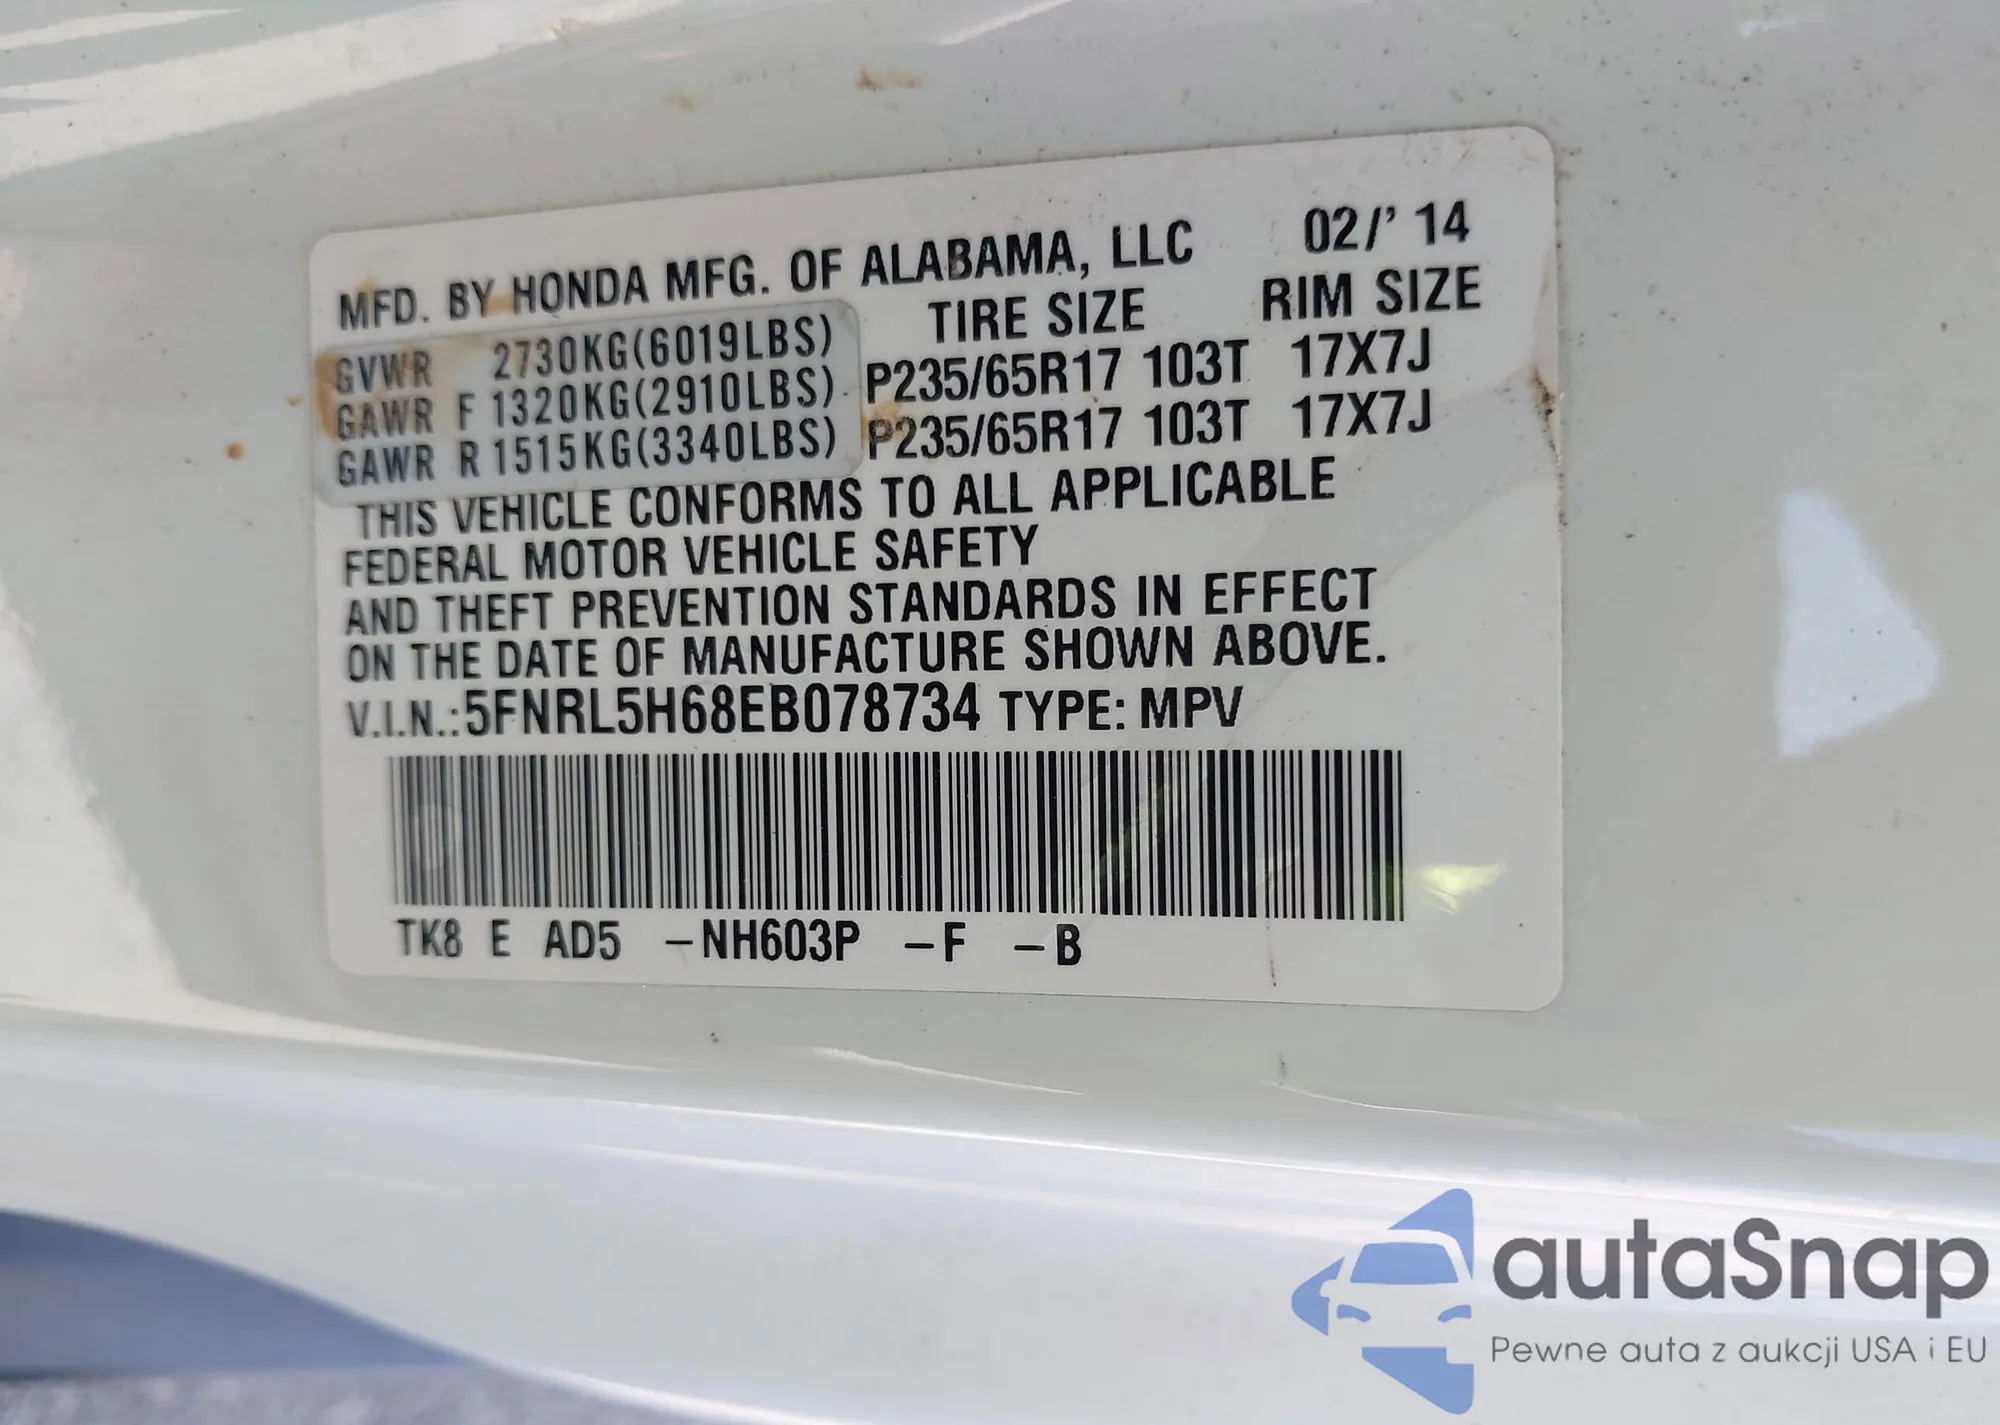 MFD. BY HONDA MFG. OF ALABAMA, LLC 02/' 14
TIRE SIZE RIM SIZE
GVWR 2730KG(6019LBS)
GAWR F 1320KG(2910LBS) P235/65R17 103T 17X7J
GAWR R 1515KG(3340LBS) P235/65R17 103T 17X7J
THIS VEHICLE CONFORMS TO ALL APPLICABLE
FEDERAL MOTOR VEHICLE SAFETY
AND THEFT PREVENTION STANDARDS IN EFFECT
ON THE DATE OF MANUFACTURE SHOWN ABOVE.
V.I.N.:5FNRL5H68EB078734 TYPE: MPV
TK8 E AD5 -NH603P -F -B
autaSnap
Pewne auta z aukcji USA i EU